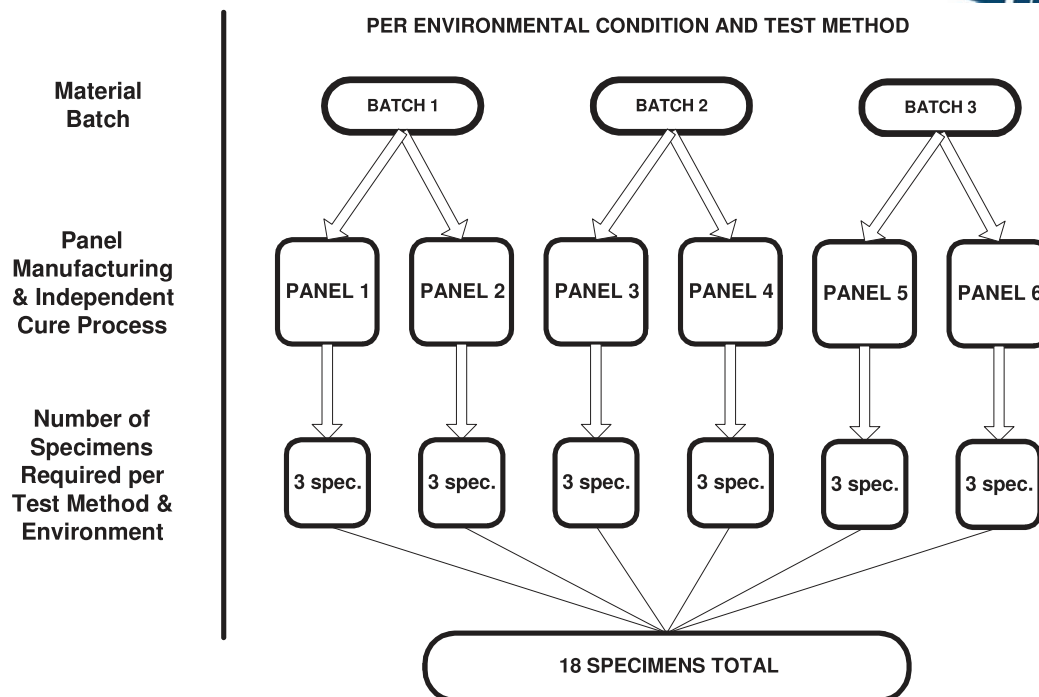 PER ENVIRONMENTAL CONDITION AND TEST METHOD
Material
Batch
BATCH 1
BATCH 2
BATCH 3
Panel
Manufacturing
& Independent
Cure Process
PANEL 1
PANEL 2
PANEL 3
PANEL 4
PANEL 5
PANEL 6
Number of
Specimens
Required per
Test Method &
Environment
3 spec.
3 spec.
3 spec.
3 spec.
3 spec.
3 spec.
18 SPECIMENS TOTAL